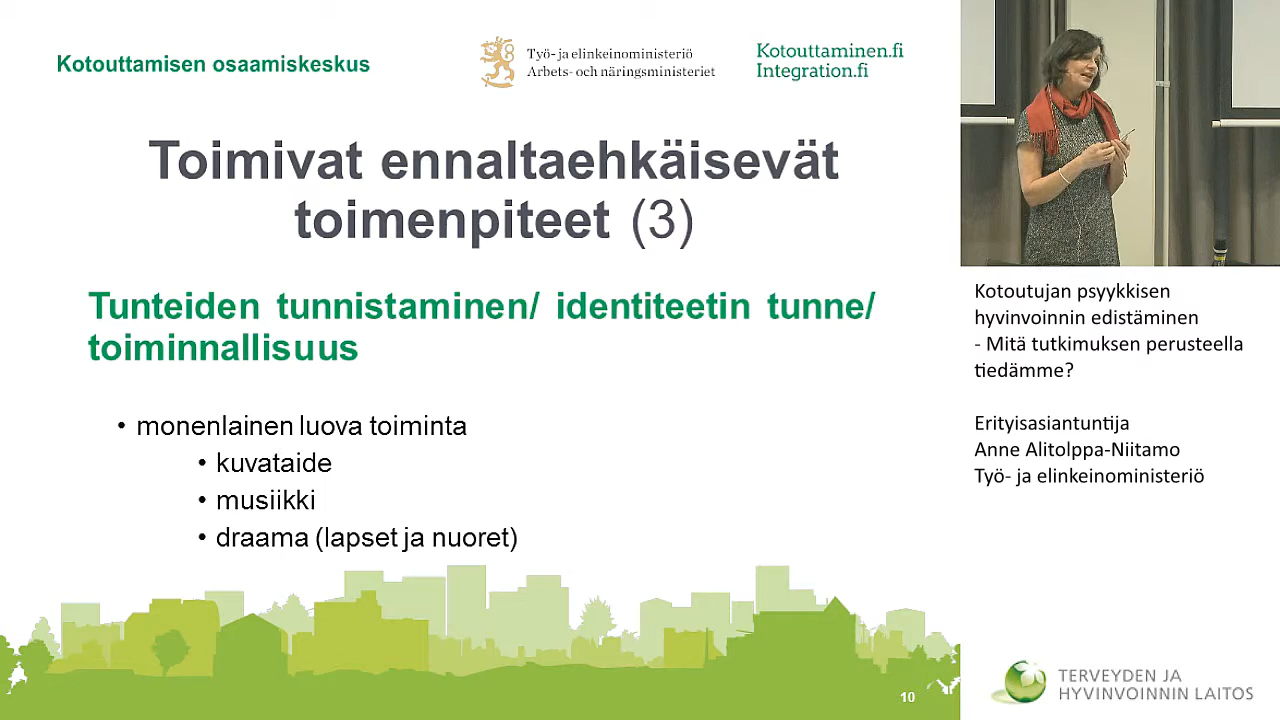 Kotouttamisen osaamiskeskus
Työ- ja elinkeinoministeriö
Arbets- och näringsministeriet
Kotouttaminen.fi
Integration.fi
Toimivat ennaltaehkäisevät
toimenpiteet (3)
Tunteiden tunnistaminen/ identiteetin tunne/
toiminnallisuus
• monenlainen luova toiminta
• kuvataide
• musiikki
• draama (lapset ja nuoret)
10
Kotoutujan psyykkisen
hyvinvoinnin edistäminen
- Mitä tutkimuksen perusteella
tiedämme?
Erityisasiantuntija
Anne Alitolppa-Niitamo
Työ- ja elinkeinoministeriö
TERVEYDEN JA
HYVINVOINNIN LAITOS